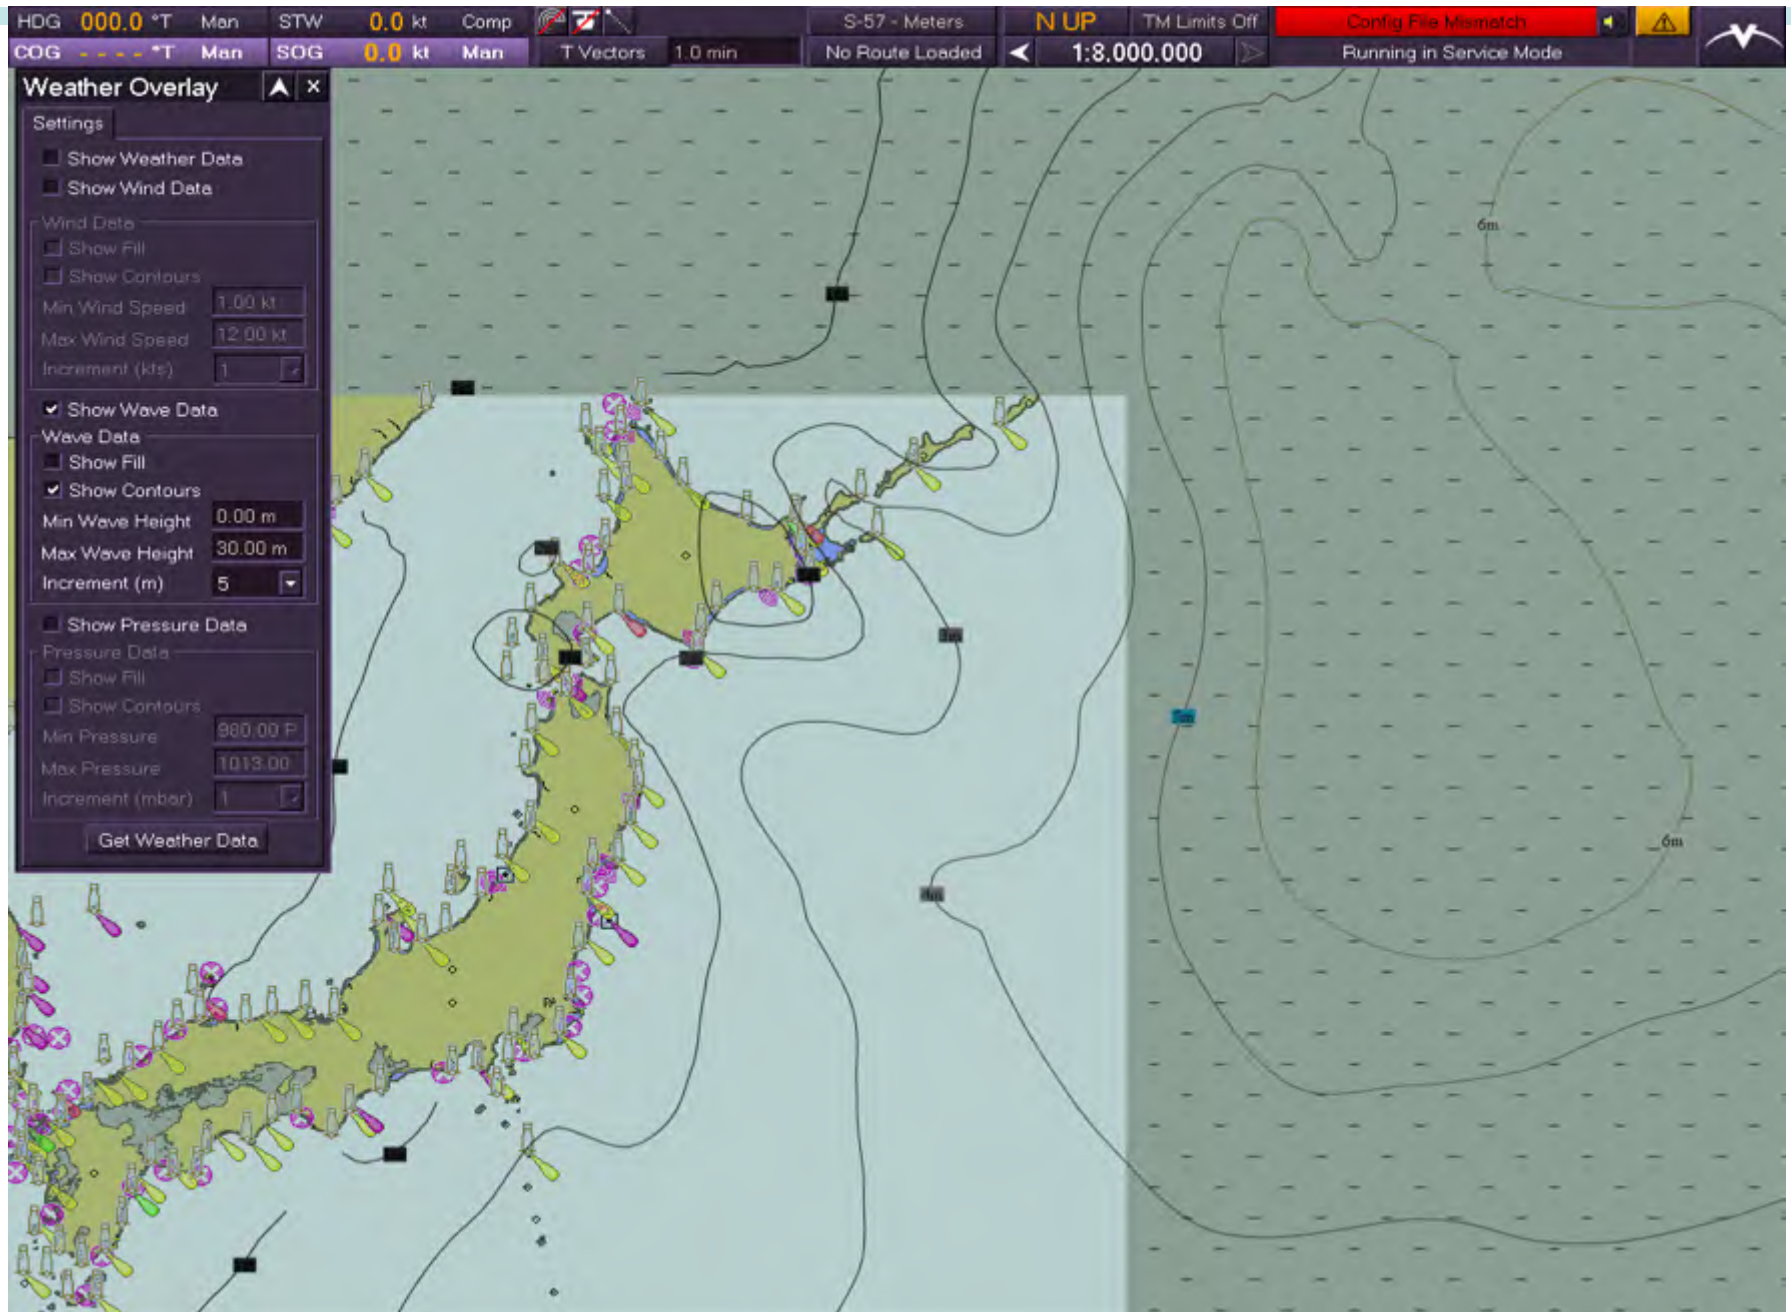 HDG 000.0 °T Man STW 0.0 kt Comp S-57 - Meters N UP TM Limits Off Config File Mismatch
COG - - - - °T Man SOG 0.0 kt Man T Vectors 1.0 min No Route Loaded 1:8.000.000 Running in Service Mode
Weather Overlay
Settings
Show Weather Data
Show Wind Data
Wind Data
Show Fill
Show Contours
Min Wind Speed 1.00 kt
Max Wind Speed 12.00 kt
Increment (kts) 1
Show Wave Data
Wave Data
Show Fill
Show Contours
Min Wave Height 0.00 m
Max Wave Height 30.00 m
Increment (m) 5
Show Pressure Data
Pressure Data
Show Fill
Show Contours
Min Pressure 980.00 P
Max Pressure 1013.00
Increment (mbar) 1
Get Weather Data
6m
6m